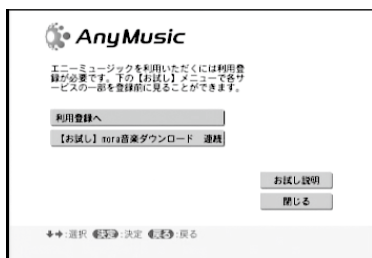 AnyMusic
エニーミュージックを利用いただくには利用登
録が必要です。下の【お試し】メニューで各サ
ービスの一部を登録前に見ることができます。
利用登録へ
【お試し】mora音楽ダウンロード 連続
お試し説明
閉じる
:選択 決定:決定 戻る:戻る